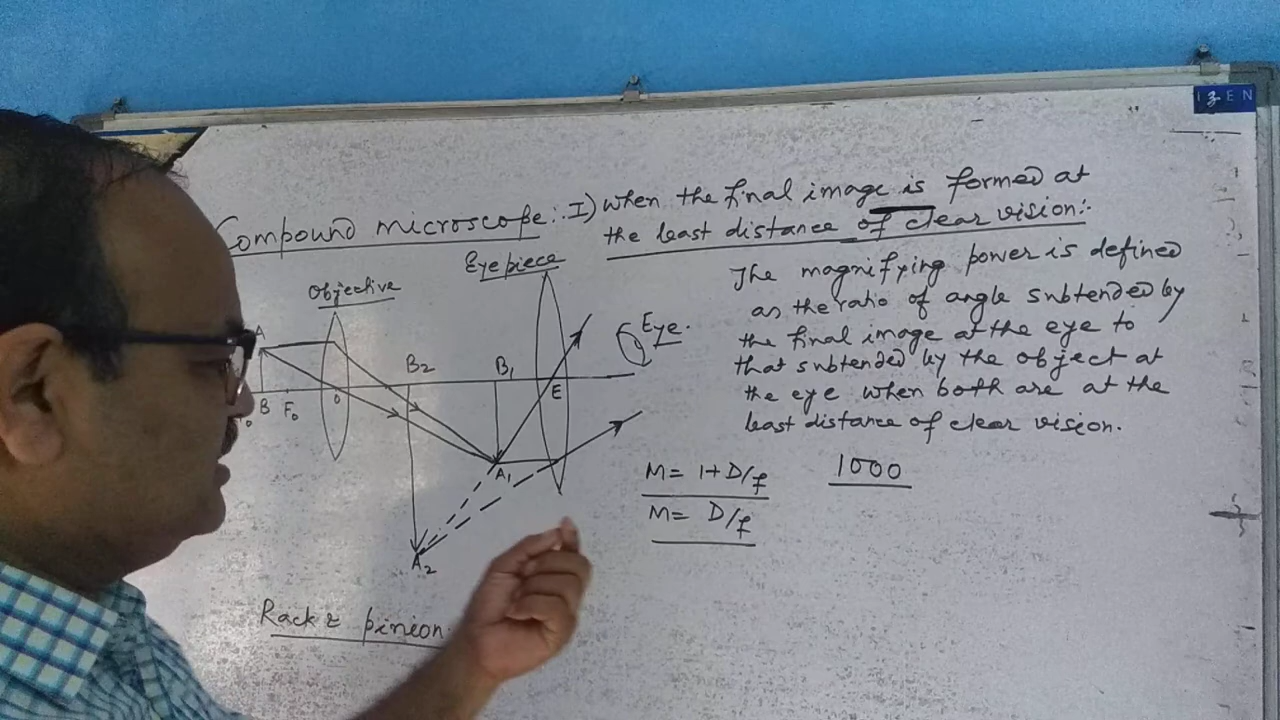 Compound microscope:. I) when the final image is formed at
the least distance of clear vision:-
Eyepiece
Objective
The magnifying power is defined
as the ratio of angle subtended by
the final image at the eye to
that subtended by the object at
the eye when both are at the
least distance of clear vision.
Eye.
A
B
F₀
O
B₂
B₁
E
A₁
A₂
M = 1+D/f
1000
M = D/f
Rack & pinion